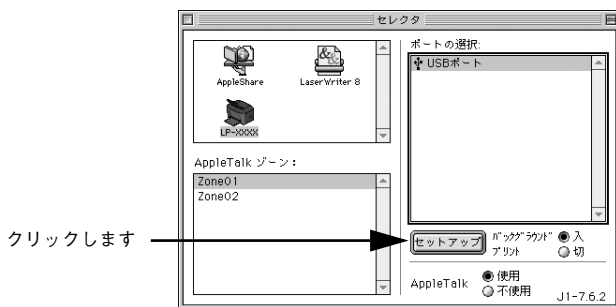 セレクタ
AppleShare
LaserWriter 8
LP-XXXX
AppleTalk ゾーン：
Zone01
Zone02
ポートの選択:
USBポート
クリックします
セットアップ
バックグラウンド
プリント
入
切
AppleTalk
使用
不使用
J1-7.6.2